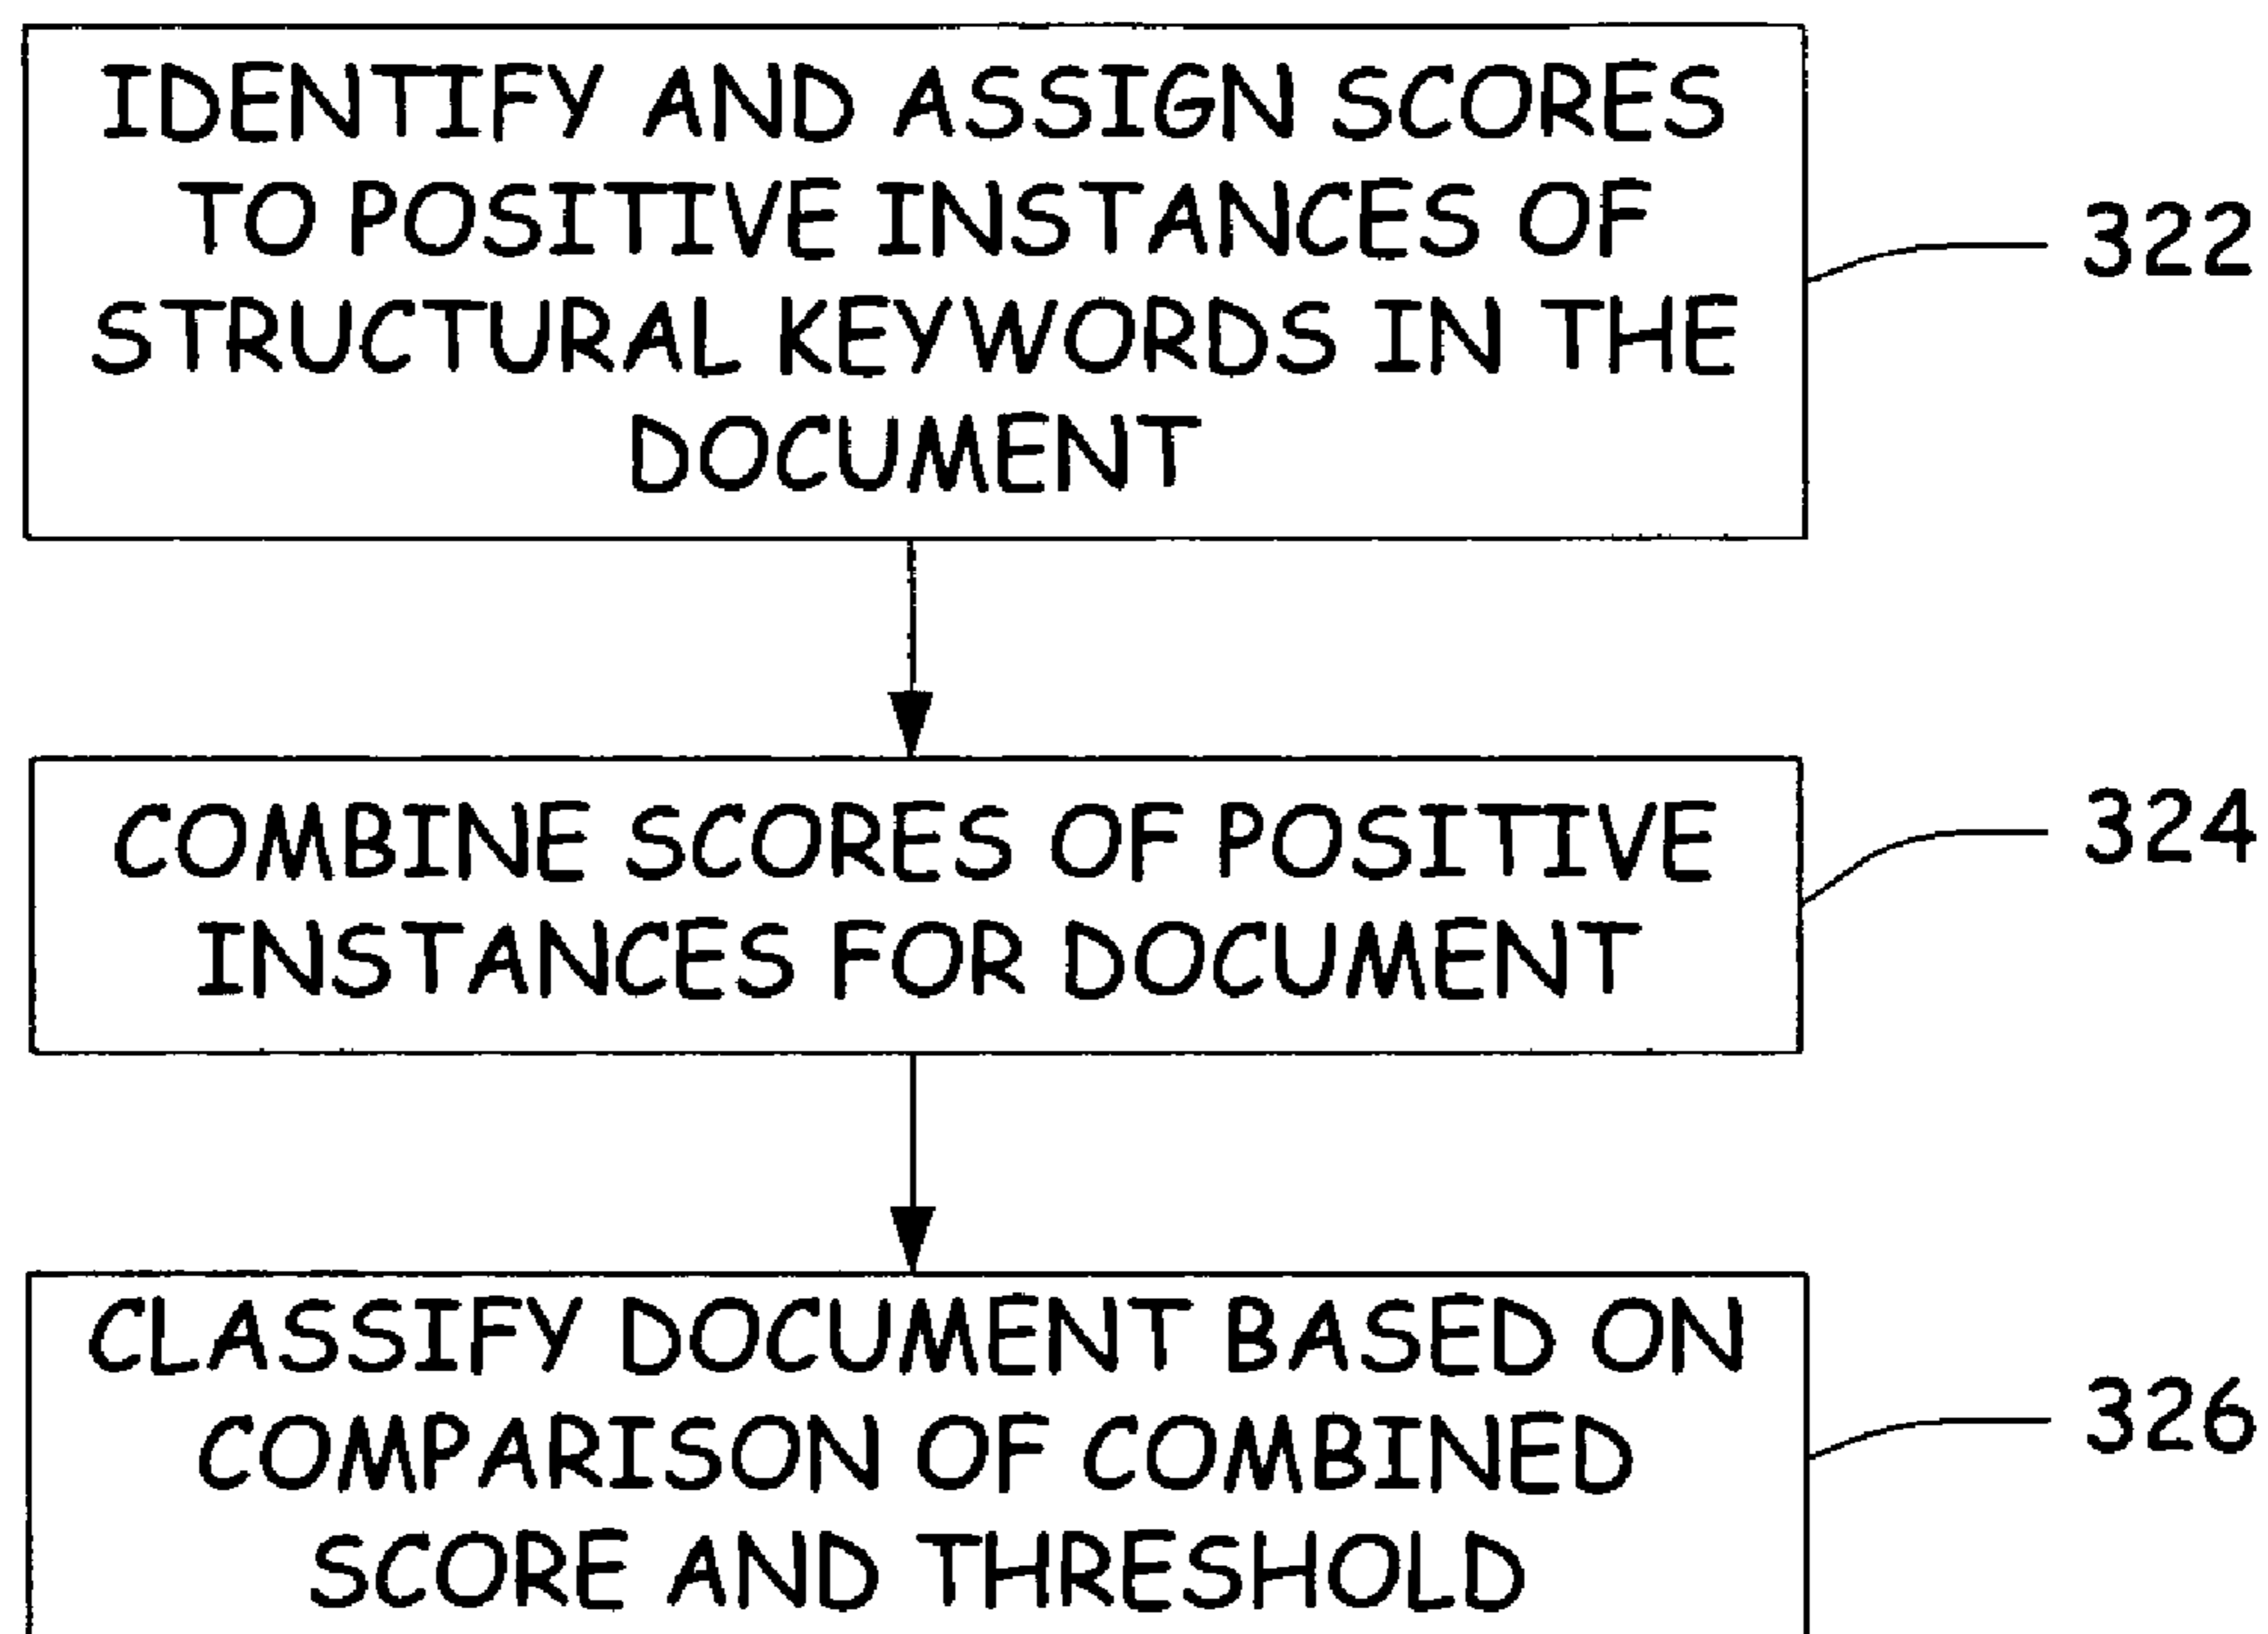 IDENTIFY AND ASSIGN SCORES
TO POSITIVE INSTANCES OF
STRUCTURAL KEYWORDS IN THE
DOCUMENT
322
COMBINE SCORES OF POSITIVE
INSTANCES FOR DOCUMENT
324
CLASSIFY DOCUMENT BASED ON
COMPARISON OF COMBINED
SCORE AND THRESHOLD
326